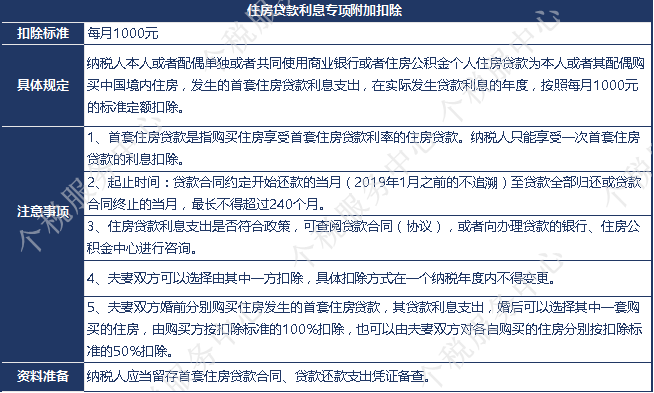 住房贷款利息专项附加扣除
扣除标准
每月1000元
具体规定
纳税人本人或者配偶单独或者共同使用商业银行或者住房公积金个人住房贷款为本人或者其配偶购
买中国境内住房，发生的首套住房贷款利息支出，在实际发生贷款利息的年度，按照每月1000元
的标准定额扣除。
注意事项
1、首套住房贷款是指购买住房享受首套住房贷款利率的住房贷款。纳税人只能享受一次首套住房
贷款的利息扣除。
2、起止时间：贷款合同约定开始还款的当月（2019年1月之前的不追溯）至贷款全部归还或贷款
合同终止的当月，最长不得超过240个月。
3、住房贷款利息支出是否符合政策，可查阅贷款合同（协议），或者向办理贷款的银行、住房公
积金中心进行咨询。
4、夫妻双方可以选择由其中一方扣除，具体扣除方式在一个纳税年度内不得变更。
5、夫妻双方婚前分别购买住房发生的首套住房贷款，其贷款利息支出，婚后可以选择其中一套购
买的住房，由购买方按扣除标准的100%扣除，也可以由夫妻双方对各自购买的住房分别按扣除标
准的50%扣除。
资料准备
纳税人应当留存首套住房贷款合同、贷款还款支出凭证备查。
个税服务中心
个税服务中心
个税服务中心